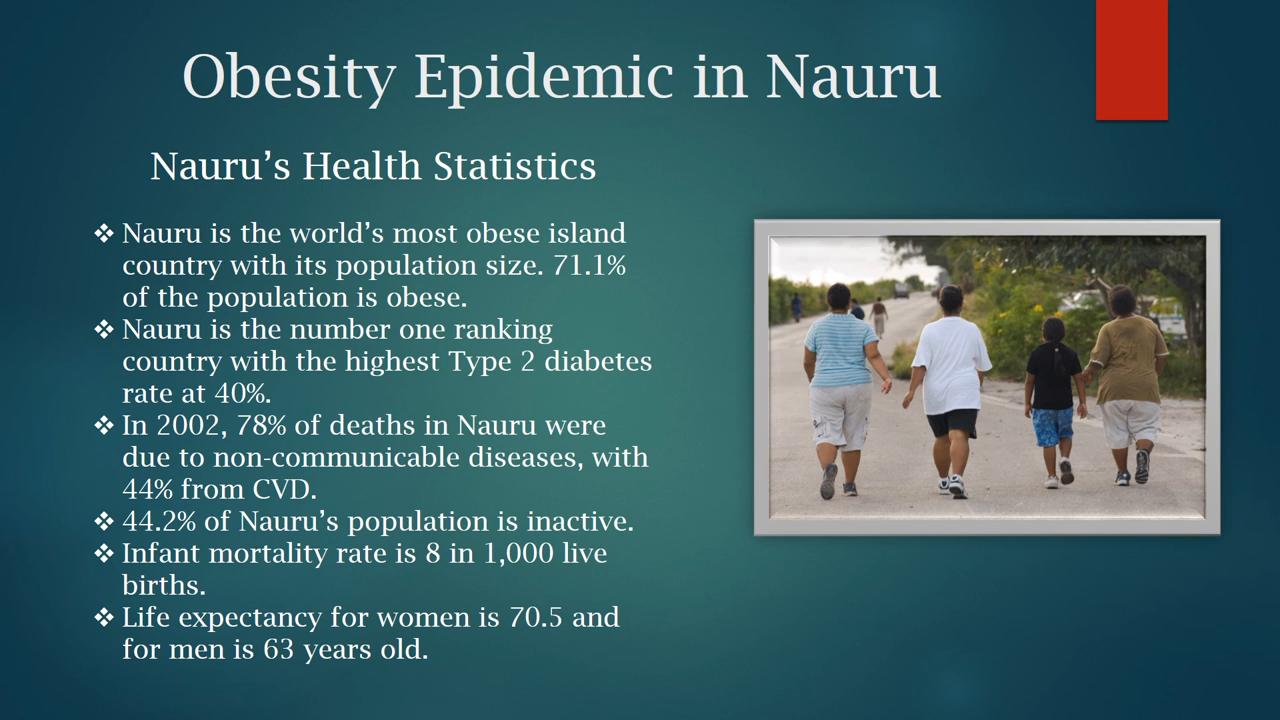 Obesity Epidemic in Nauru
Nauru’s Health Statistics
❖ Nauru is the world’s most obese island
country with its population size. 71.1%
of the population is obese.
❖ Nauru is the number one ranking
country with the highest Type 2 diabetes
rate at 40%.
❖ In 2002, 78% of deaths in Nauru were
due to non-communicable diseases, with
44% from CVD.
❖ 44.2% of Nauru’s population is inactive.
❖ Infant mortality rate is 8 in 1,000 live
births.
❖ Life expectancy for women is 70.5 and
for men is 63 years old.